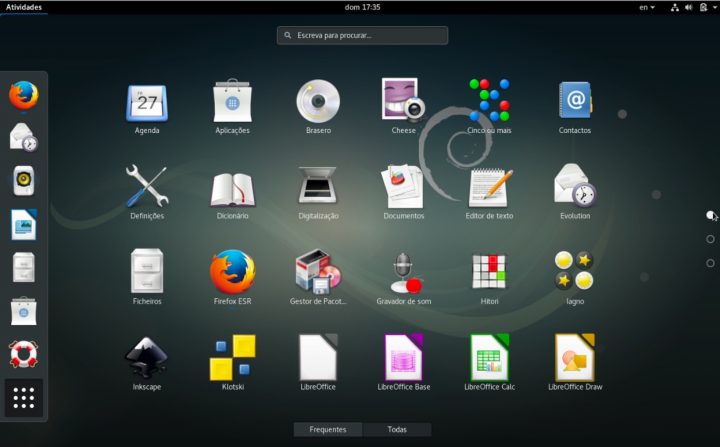 Atividades
dom 17:35
en
Escreva para procurar...
27
Agenda
Aplicações
Brasero
Cheese
Cinco ou mais
Contactos
Definições
Dicionário
Digitalização
Documentos
Editor de texto
Evolution
Ficheiros
Firefox ESR
Gestor de Pacot...
Gravador de som
Hitori
Iagno
Inkscape
Klotski
LibreOffice
LibreOffice Base
LibreOffice Calc
LibreOffice Draw
Frequentes
Todas